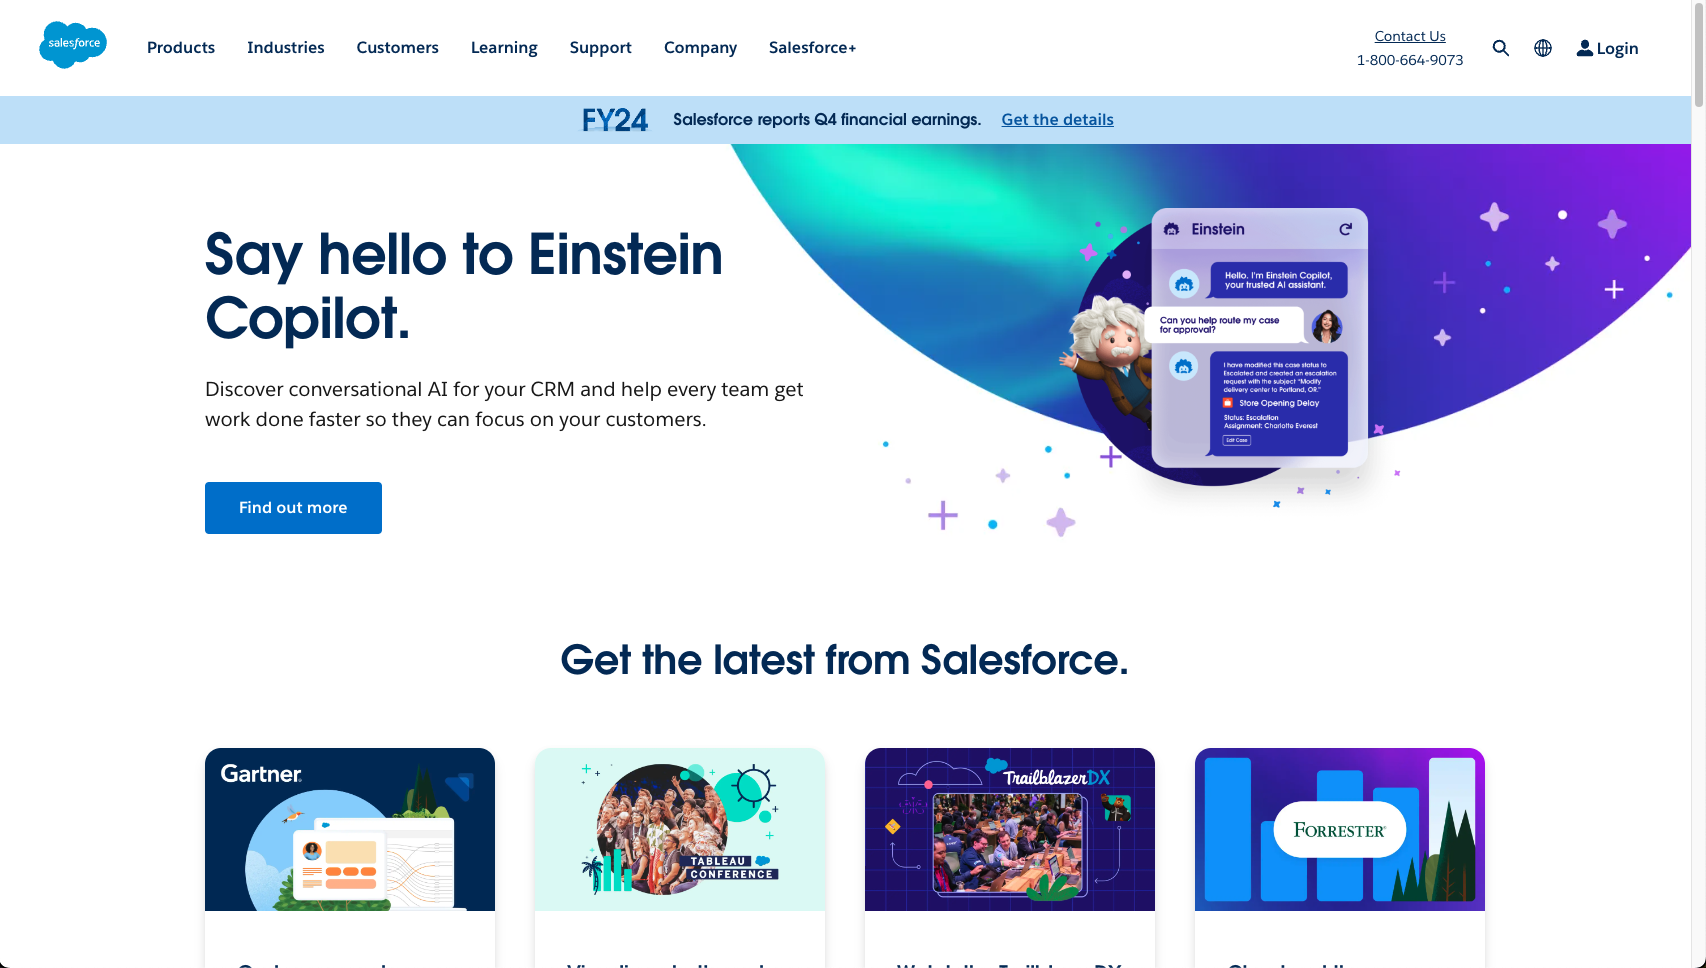 salesforce
Products
Industries
Customers
Learning
Support
Company
Salesforce+
Contact Us
1-800-664-9073
Login
FY24
Salesforce reports Q4 financial earnings.
Get the details
Say hello to Einstein
Copilot.
Discover conversational AI for your CRM and help every team get
work done faster so they can focus on your customers.
Find out more
Einstein
Hello. I'm Einstein Copilot,
your trusted AI assistant.
Can you help route my case
for approval?
I have modified this case status to
Escalated and created an escalation
request with the subject "Modify
delivery center to Portland, OR."
Store Opening Delay
Status: Escalation
Assignment: Charlotte Everest
Edit Case
Get the latest from Salesforce.
Gartner
TABLEAU
CONFERENCE
TrailblazerDX
FORRESTER